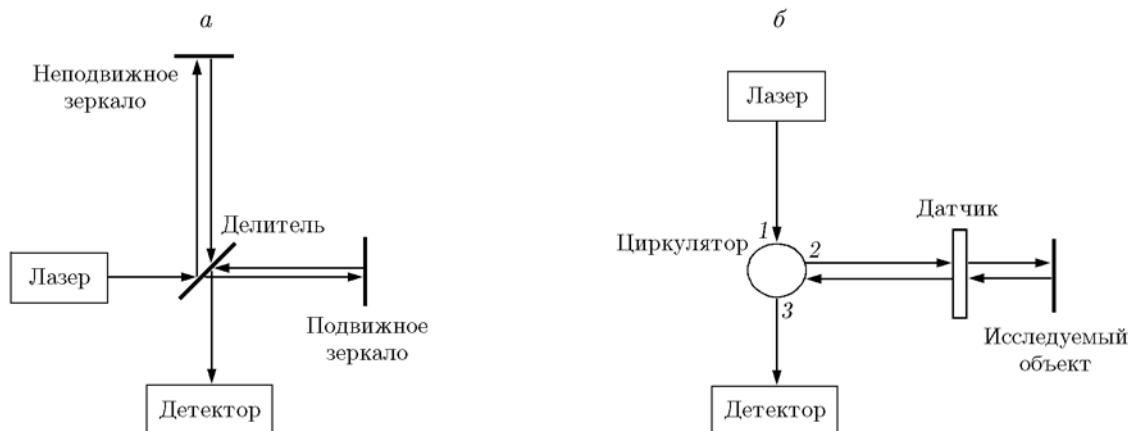 а
Неподвижное
зеркало
Делитель
Лазер
Подвижное
зеркало
Детектор
б
Лазер
Датчик
Циркулятор
1
2
3
Исследуемый
объект
Детектор